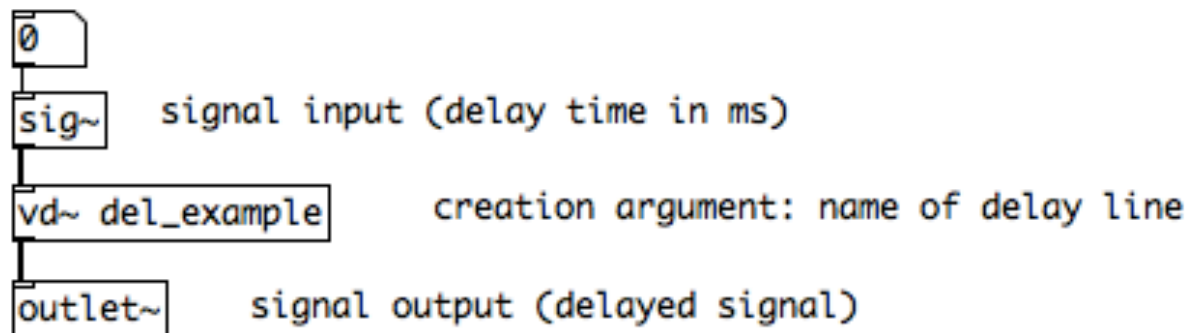 0
sig~ signal input (delay time in ms)
vd~ del_example creation argument: name of delay line
outlet~ signal output (delayed signal)